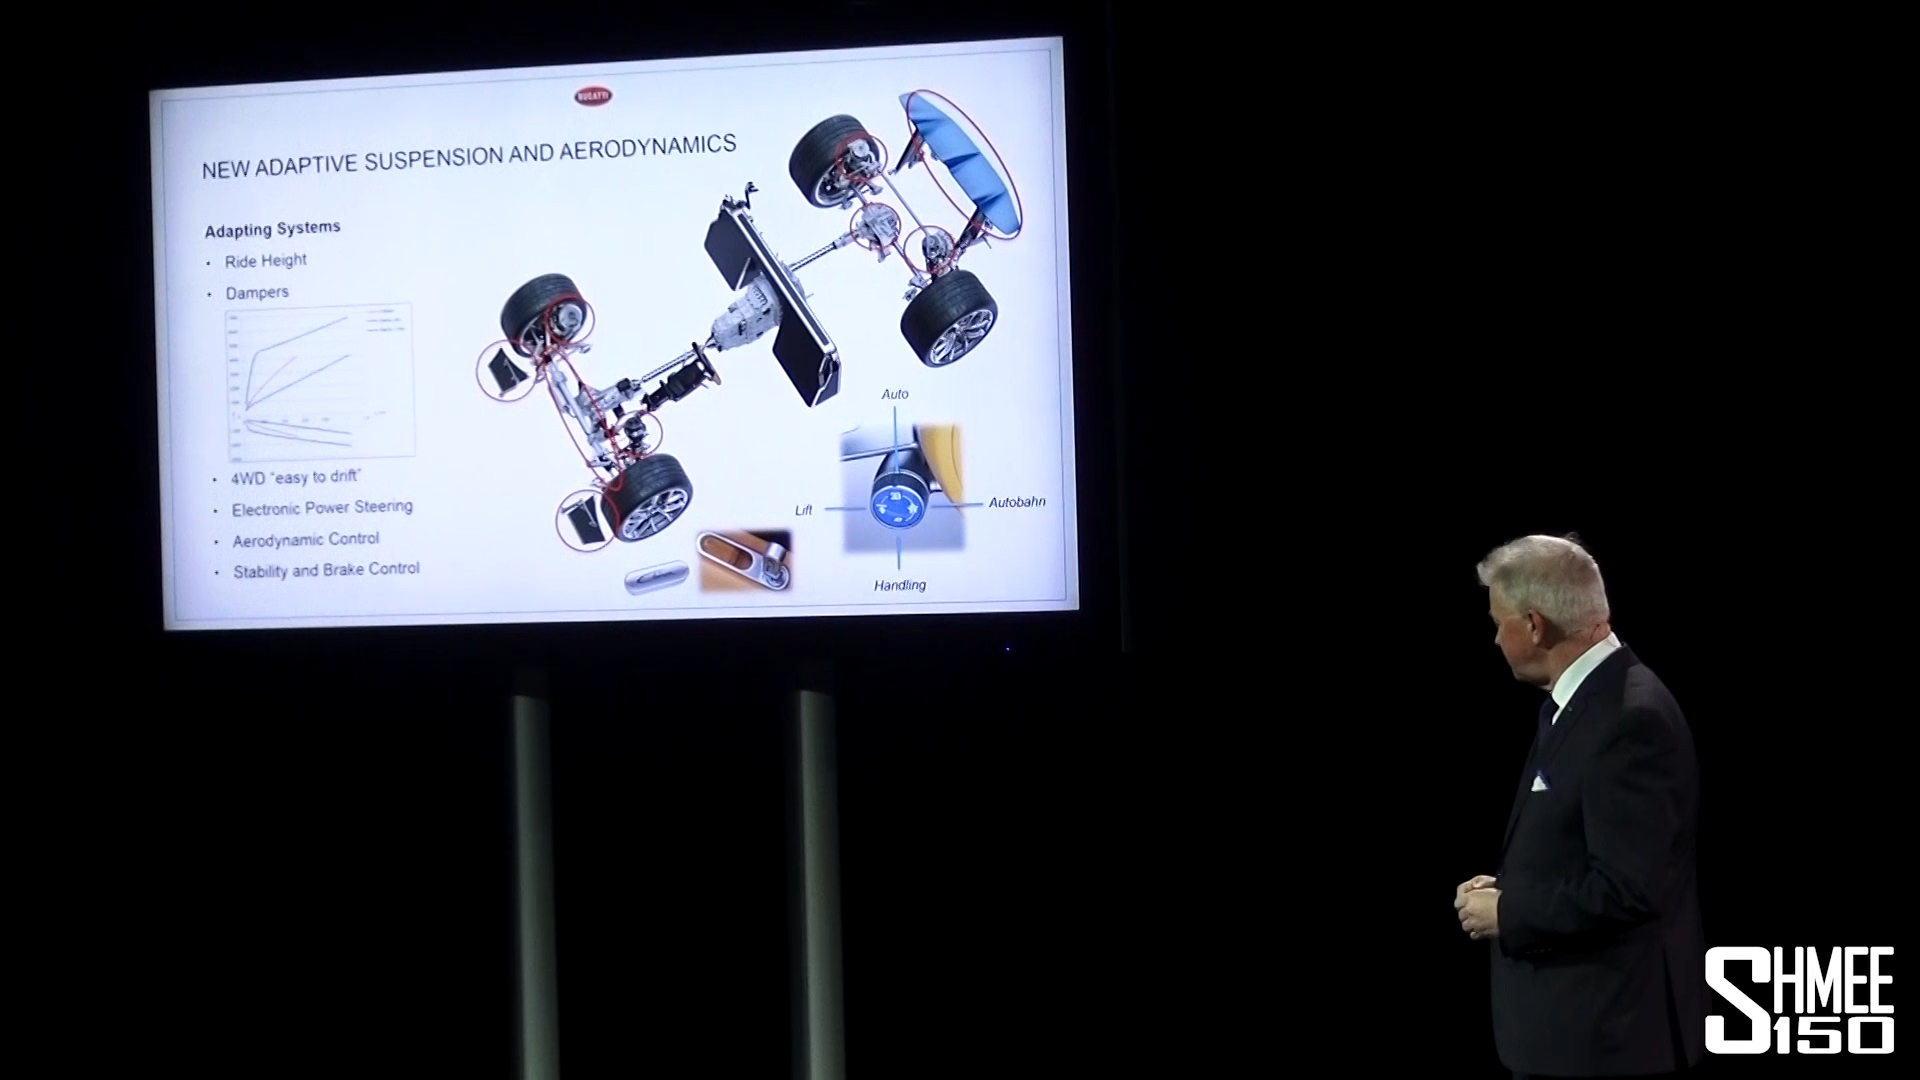 BUGATTI
NEW ADAPTIVE SUSPENSION AND AERODYNAMICS
Adapting Systems
• Ride Height
• Dampers
• 4WD "easy to drift"
• Electronic Power Steering
• Aerodynamic Control
• Stability and Brake Control
Auto
Lift
Autobahn
Handling
SHMEE
150